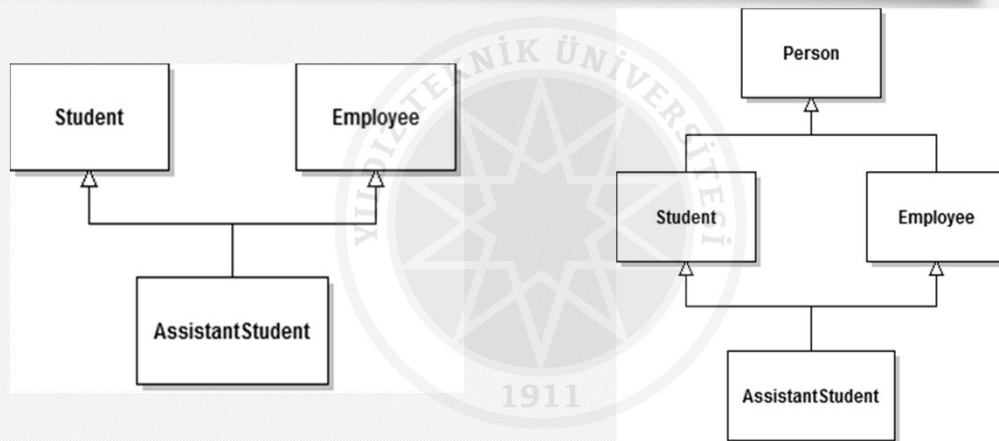 Student
Employee
AssistantStudent
Person
Student
Employee
AssistantStudent
YILDIZ TEKNİK ÜNİVERSİTESİ
1911